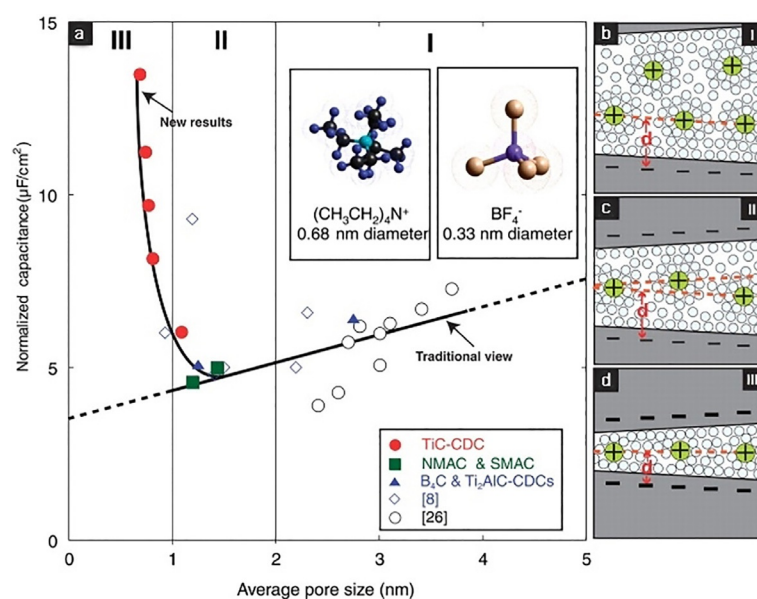 a
III
II
I
15
10
5
0
Normalized capacitance(µF/cm²)
New results
(CH₃CH₂)₄N⁺
0.68 nm diameter
BF₄⁻
0.33 nm diameter
Traditional view
TiC-CDC
NMAC & SMAC
B₄C & Ti₂AlC-CDCs
[8]
[26]
0
1
2
3
4
5
Average pore size (nm)
b
I
d
c
II
d
d
III
d